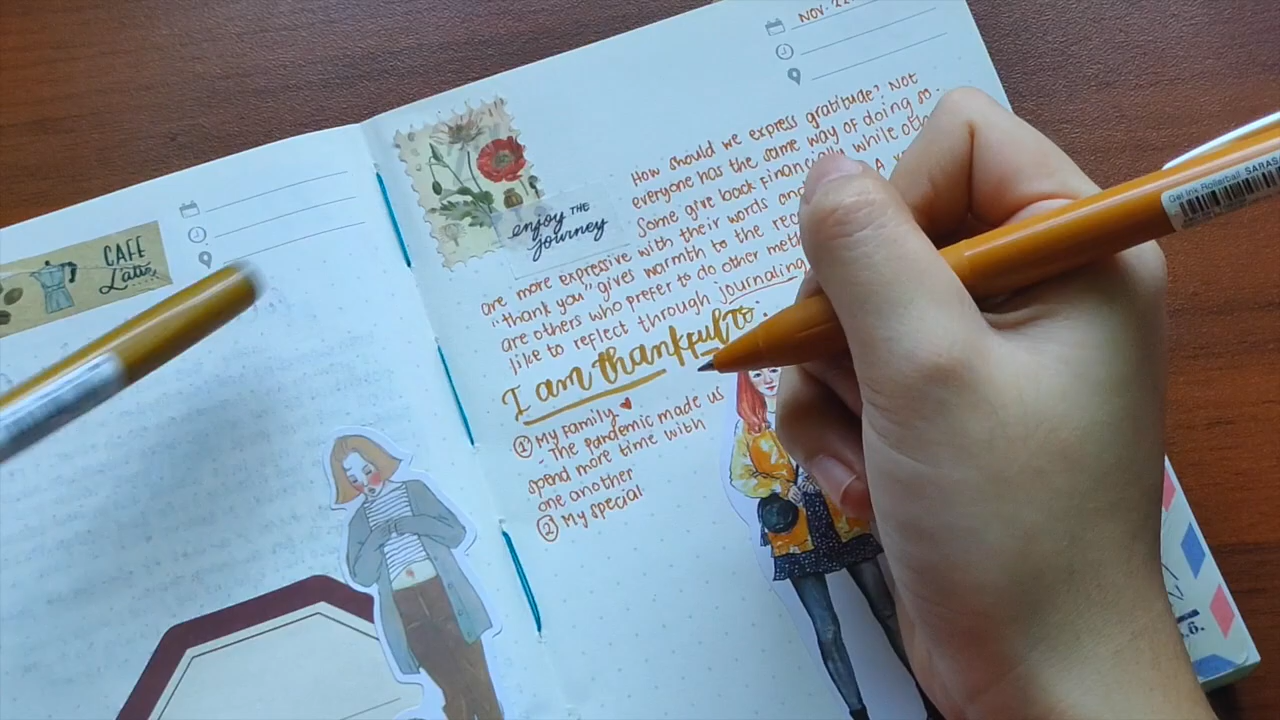 CAFE
Latte
NOV. 22
enjoy THE
journey
How should we express gratitude? Not
everyone has the same way of doing so.
Some give back financially while
are more expressive with their words and
"thank you" gives warmth to the
are others who prefer to do other
like to reflect through journaling
I am thankful to:
① My Family
- The pandemic made us
spend more time with
one another
② My special
Gel Ink Rollerball SARASA